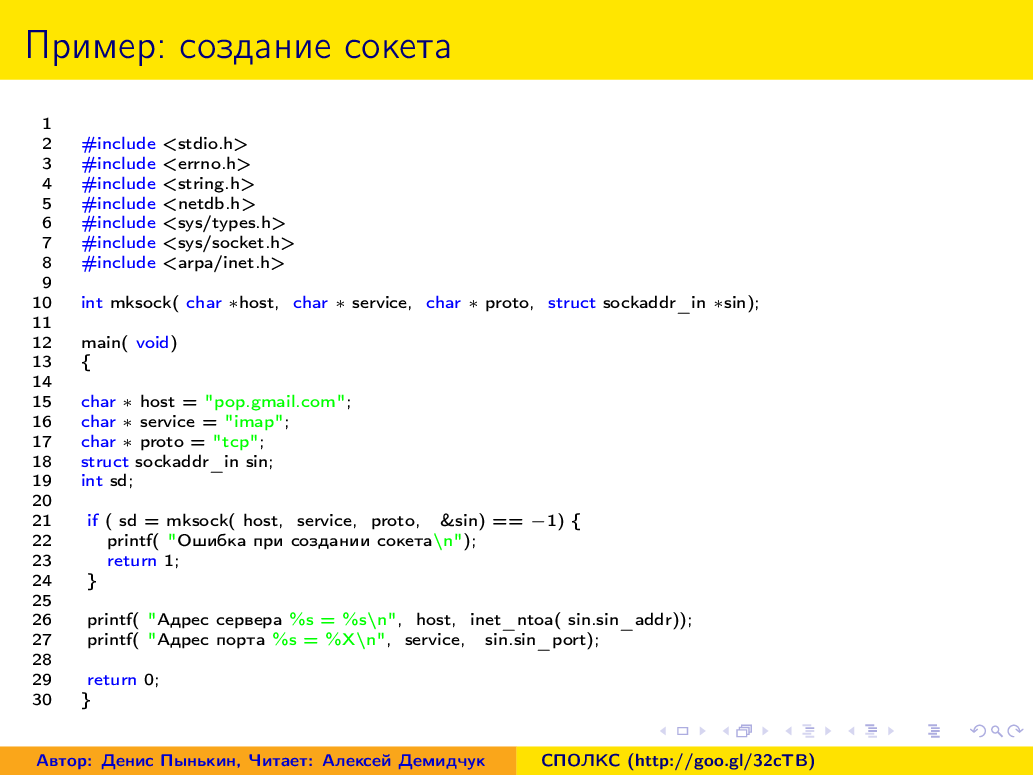 Пример: создание сокета
1
2 #include <stdio.h>
3 #include <errno.h>
4 #include <string.h>
5 #include <netdb.h>
6 #include <sys/types.h>
7 #include <sys/socket.h>
8 #include <arpa/inet.h>
9
10 int mksock( char *host, char * service, char * proto, struct sockaddr_in *sin);
11
12 main( void)
13 {
14
15 char * host = "pop.gmail.com";
16 char * service = "imap";
17 char * proto = "tcp";
18 struct sockaddr_in sin;
19 int sd;
20
21 if ( sd = mksock( host, service, proto, &sin) == −1) {
22 printf( "Ошибка при создании сокета\n");
23 return 1;
24 }
25
26 printf( "Адрес сервера %s = %s\n", host, inet_ntoa( sin.sin_addr));
27 printf( "Адрес порта %s = %X\n", service, sin.sin_port);
28
29 return 0;
30 }
Автор: Денис Пынькин, Читает: Алексей Демидчук СПОЛКС (http://goo.gl/32cTB)